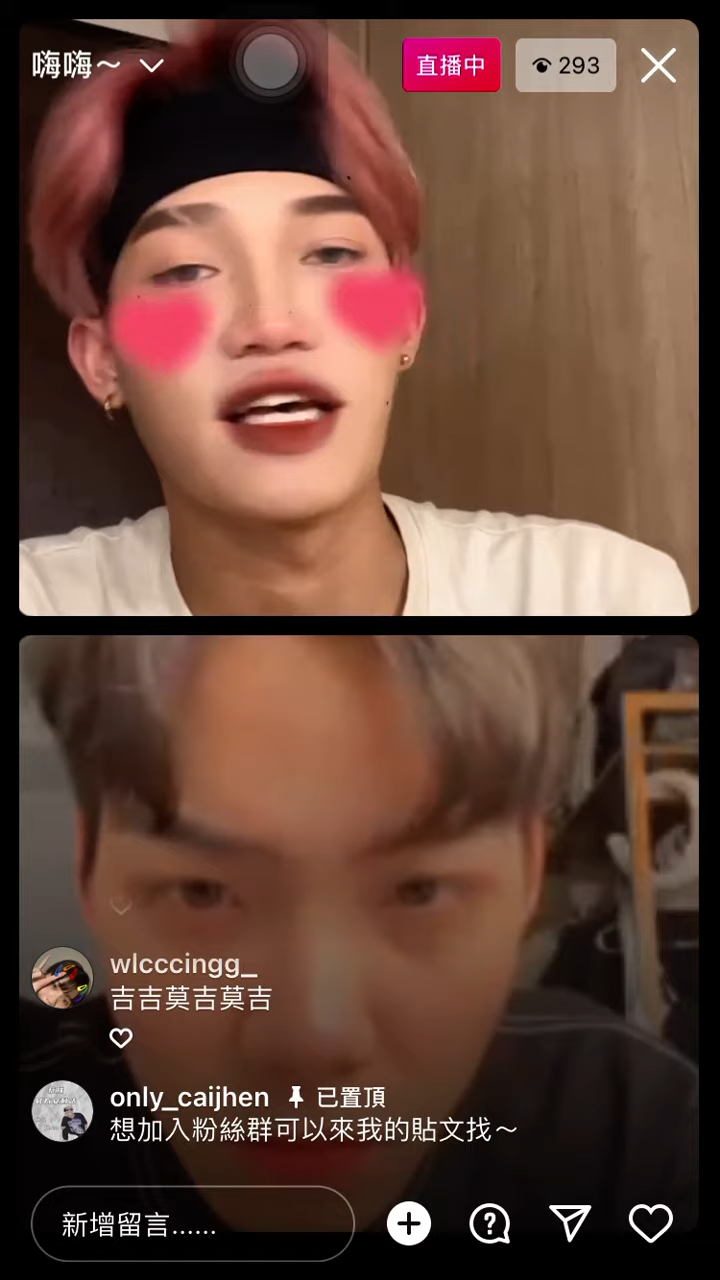 嗨嗨～
直播中
293
wlcccingg_
吉吉莫吉莫吉
only_caijhen 已置頂
想加入粉絲群可以來我的貼文找～
新增留言......